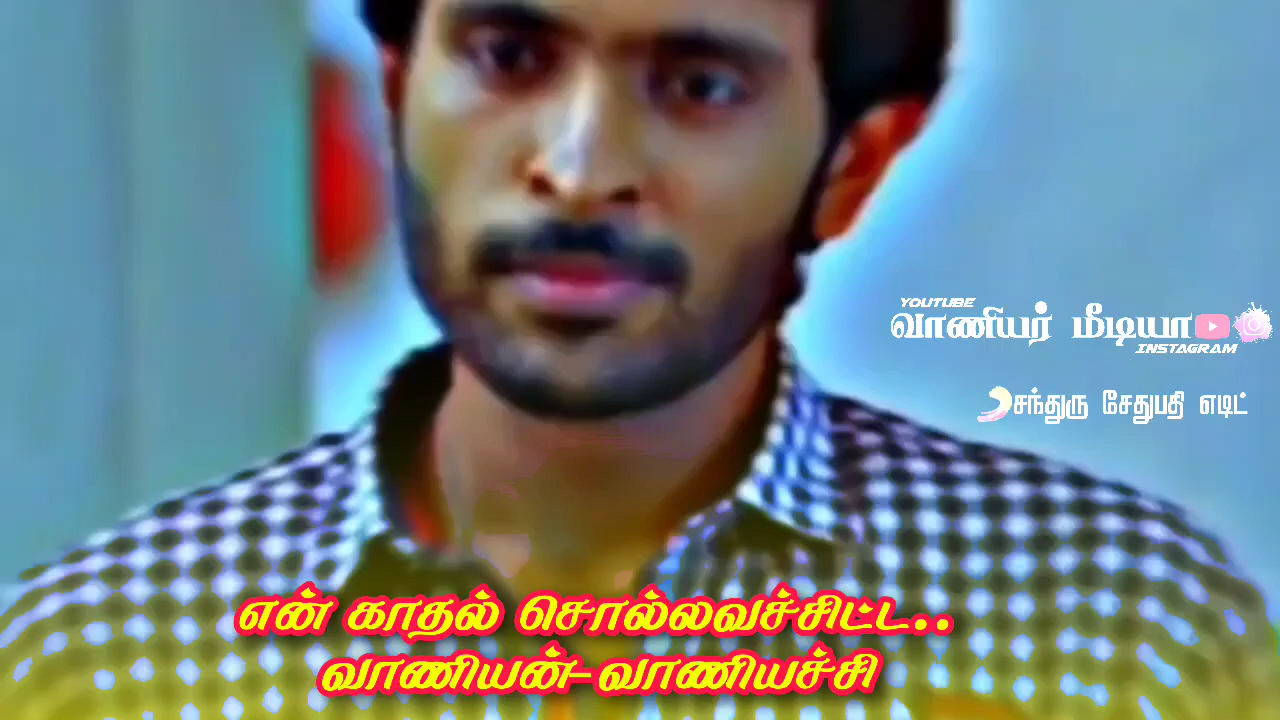 YOUTUBE
வாணியர் மீடியா
INSTAGRAM
சந்துரு சேதுபதி எடிட்
என் காதல் சொல்லவச்சிட்ட..
வாணியன்-வாணியச்சி